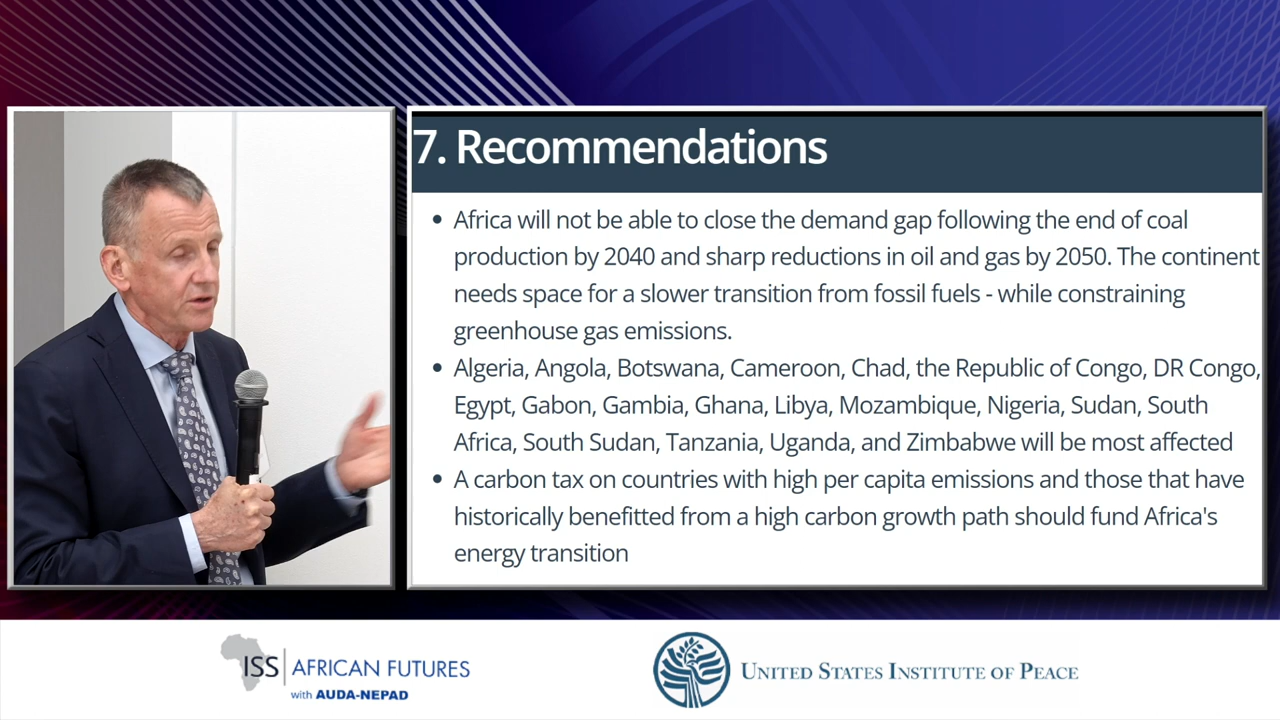 7. Recommendations
• Africa will not be able to close the demand gap following the end of coal
production by 2040 and sharp reductions in oil and gas by 2050. The continent
needs space for a slower transition from fossil fuels - while constraining
greenhouse gas emissions.
• Algeria, Angola, Botswana, Cameroon, Chad, the Republic of Congo, DR Congo,
Egypt, Gabon, Gambia, Ghana, Libya, Mozambique, Nigeria, Sudan, South
Africa, South Sudan, Tanzania, Uganda, and Zimbabwe will be most affected
• A carbon tax on countries with high per capita emissions and those that have
historically benefitted from a high carbon growth path should fund Africa's
energy transition
ISS AFRICAN FUTURES
with AUDA-NEPAD
UNITED STATES INSTITUTE OF PEACE